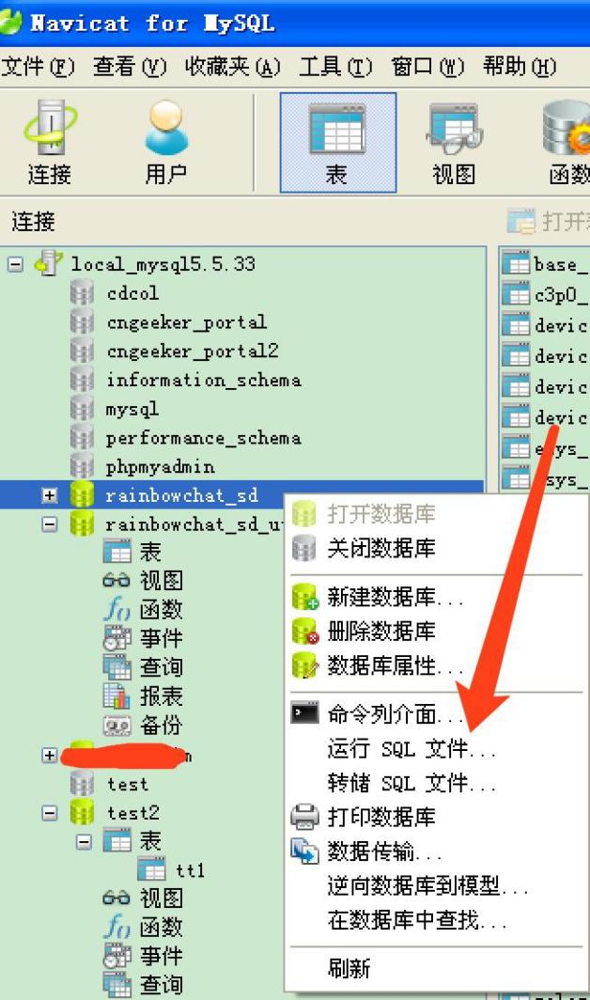 Navicat for MySQL
文件(F) 查看(V) 收藏夹(A) 工具(T) 窗口(W) 帮助(H)
连接 用户 表 视图 函数
连接 打开
local_mysql5.5.33
base_
cdcol
c3p0_
cngeeker_portal
devic
cngeeker_portal2
devic
information_schema
devic
mysql
devic
performance_schema
esys_
phpmyadmin
sys_
rainbowchat_sd
rainbowchat_sd_u
表
视图
函数
事件
查询
报表
备份
test
test2
表
tt1
视图
函数
事件
查询
打开数据库
关闭数据库
新建数据库...
删除数据库
数据库属性...
命令列介面...
运行 SQL 文件...
转储 SQL 文件...
打印数据库
数据传输...
逆向数据库到模型...
在数据库中查找...
刷新